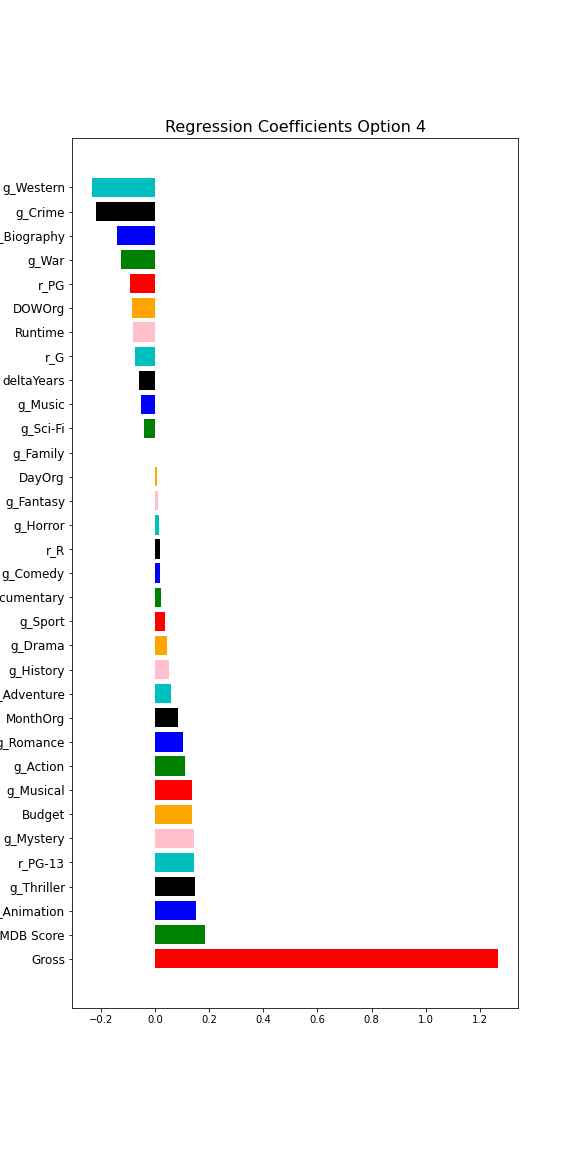 Regression Coefficients Option 4
g_Western
g_Crime
_Biography
g_War
r_PG
DOWOrg
Runtime
r_G
deltaYears
g_Music
g_Sci-Fi
g_Family
DayOrg
g_Fantasy
g_Horror
r_R
g_Comedy
cumentary
g_Sport
g_Drama
g_History
_Adventure
MonthOrg
g_Romance
g_Action
g_Musical
Budget
g_Mystery
r_PG-13
g_Thriller
_Animation
MDB Score
Gross
−0.2 0.0 0.2 0.4 0.6 0.8 1.0 1.2